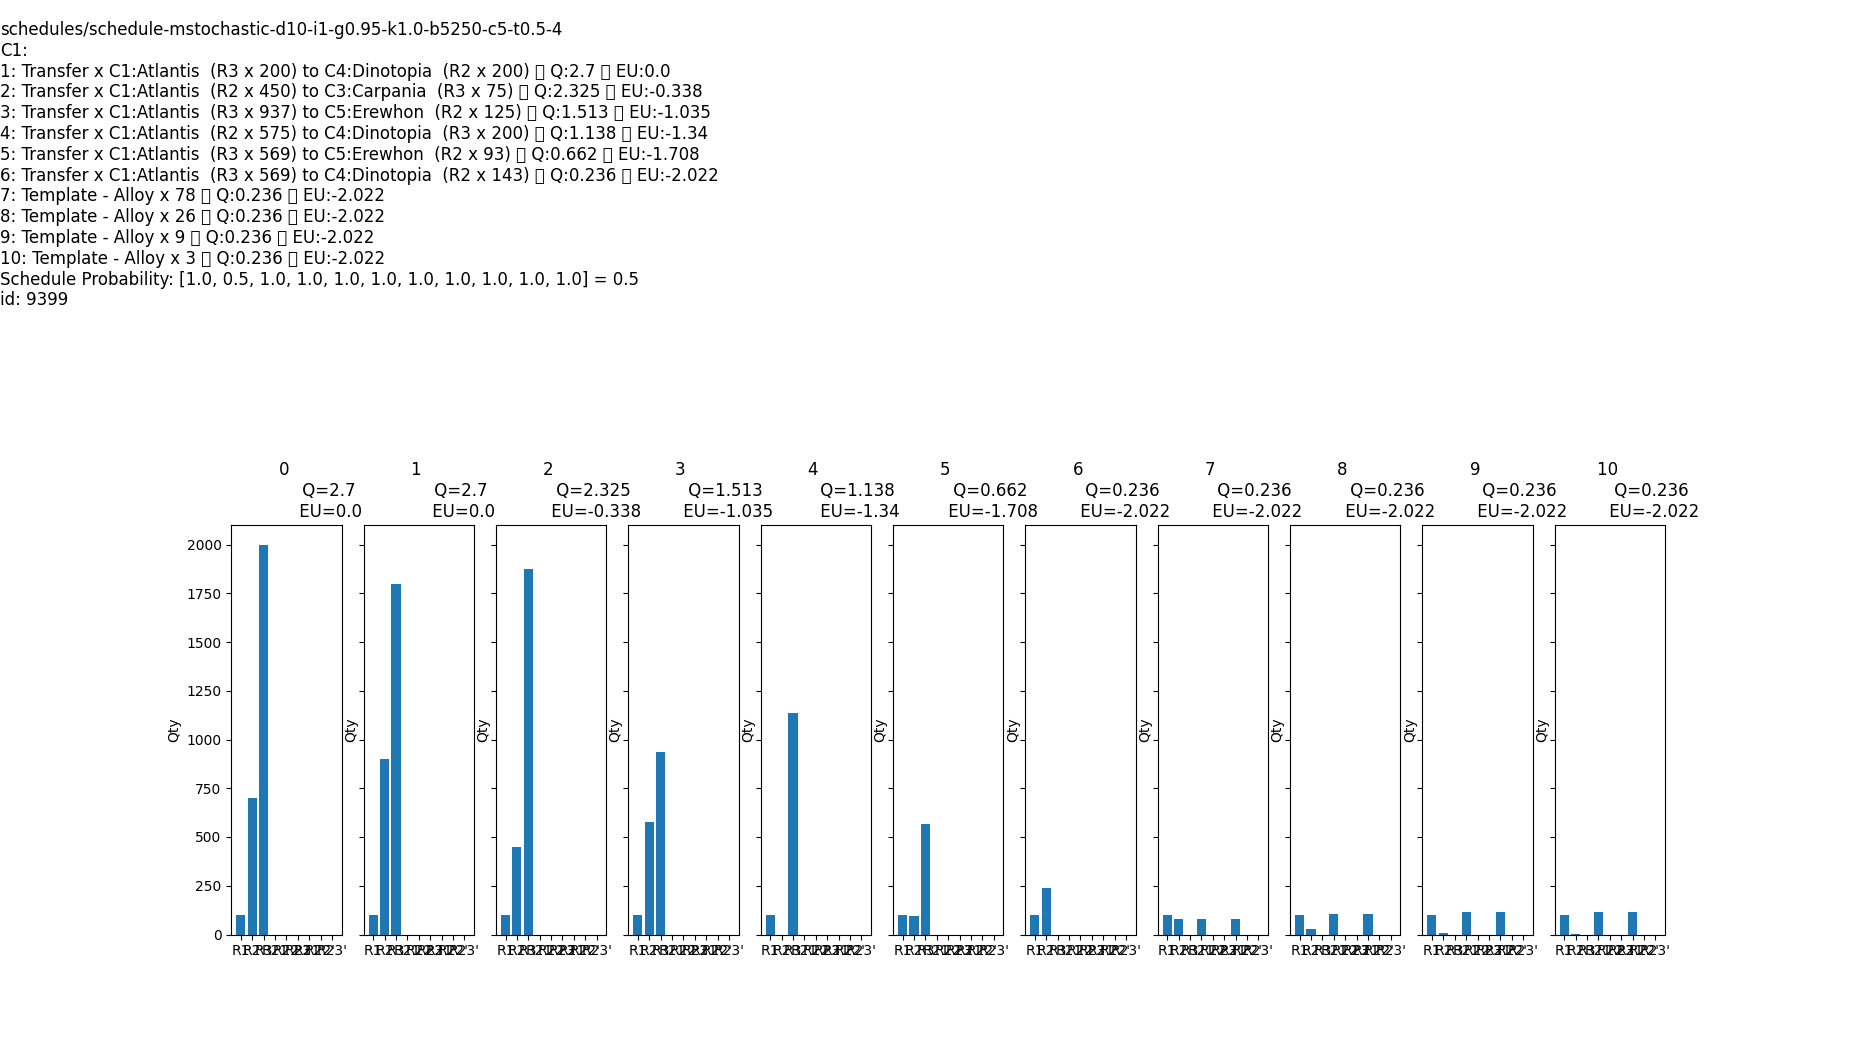 schedules/schedule-mstochastic-d10-i1-g0.95-k1.0-b5250-c5-t0.5-4
C1:
1: Transfer x C1:Atlantis  (R3 x 200) to C4:Dinotopia  (R2 x 200) ▯ Q:2.7 ▯ EU:0.0
2: Transfer x C1:Atlantis  (R2 x 450) to C3:Carpania  (R3 x 75) ▯ Q:2.325 ▯ EU:-0.338
3: Transfer x C1:Atlantis  (R3 x 937) to C5:Erewhon  (R2 x 125) ▯ Q:1.513 ▯ EU:-1.035
4: Transfer x C1:Atlantis  (R2 x 575) to C4:Dinotopia  (R3 x 200) ▯ Q:1.138 ▯ EU:-1.34
5: Transfer x C1:Atlantis  (R3 x 569) to C5:Erewhon  (R2 x 93) ▯ Q:0.662 ▯ EU:-1.708
6: Transfer x C1:Atlantis  (R3 x 569) to C4:Dinotopia  (R2 x 143) ▯ Q:0.236 ▯ EU:-2.022
7: Template - Alloy x 78 ▯ Q:0.236 ▯ EU:-2.022
8: Template - Alloy x 26 ▯ Q:0.236 ▯ EU:-2.022
9: Template - Alloy x 9 ▯ Q:0.236 ▯ EU:-2.022
10: Template - Alloy x 3 ▯ Q:0.236 ▯ EU:-2.022
Schedule Probability: [1.0, 0.5, 1.0, 1.0, 1.0, 1.0, 1.0, 1.0, 1.0, 1.0, 1.0] = 0.5
id: 9399
0 1 2 3 4 5 6 7 8 9 10
Q=2.7 Q=2.7 Q=2.325 Q=1.513 Q=1.138 Q=0.662 Q=0.236 Q=0.236 Q=0.236 Q=0.236 Q=0.236
EU=0.0 EU=0.0 EU=-0.338 EU=-1.035 EU=-1.34 EU=-1.708 EU=-2.022 EU=-2.022 EU=-2.022 EU=-2.022 EU=-2.022
2000
1750
1500
1250
1000
750
500
250
0
Qty Qty Qty Qty Qty Qty Qty Qty Qty Qty Qty